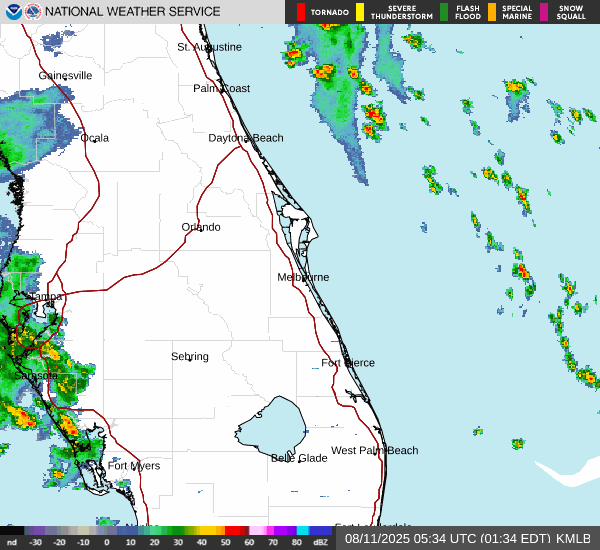 NATIONAL WEATHER SERVICE
TORNADO
SEVERE
THUNDERSTORM
FLASH
FLOOD
SPECIAL
MARINE
SNOW
SQUALL
St. Augustine
Gainesville
Palm Coast
Ocala
Daytona Beach
Orlando
Melbourne
Tampa
Sebring
Fort Pierce
Sarasota
West Palm Beach
Belle Glade
Fort Myers
nd -30 -20 -10 0 10 20 30 40 50 60 70 80 dBZ
08/11/2025 05:34 UTC (01:34 EDT) KMLB